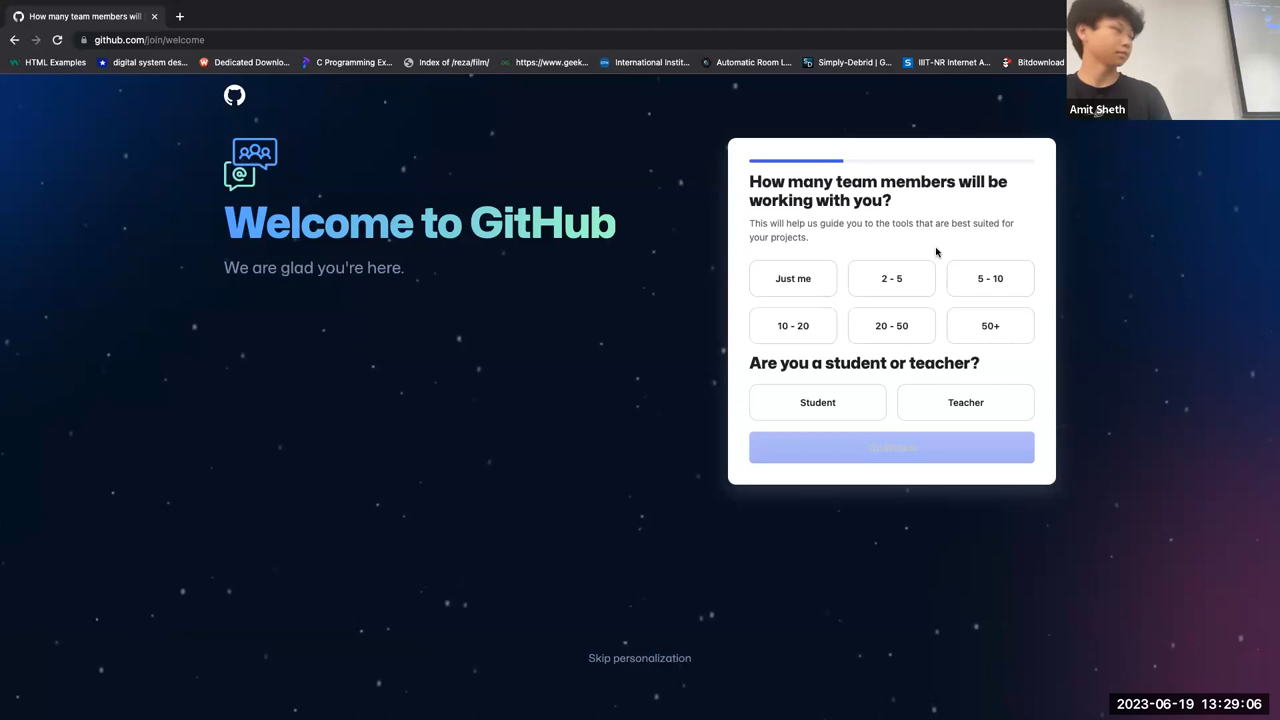 How many team members will
github.com/join/welcome
HTML Examples
digital system des...
Dedicated Downlo...
C Programming Ex...
Index of /reza/film/
https://www.geek...
International Instit...
Automatic Room L...
Simply-Debrid | G...
IIIT-NR Internet A...
Bitdownload
Amit Sheth
Welcome to GitHub
We are glad you're here.
How many team members will be
working with you?
This will help us guide you to the tools that are best suited for
your projects.
Just me
2 - 5
5 - 10
10 - 20
20 - 50
50+
Are you a student or teacher?
Student
Teacher
Skip personalization
2023-06-19 13:29:06